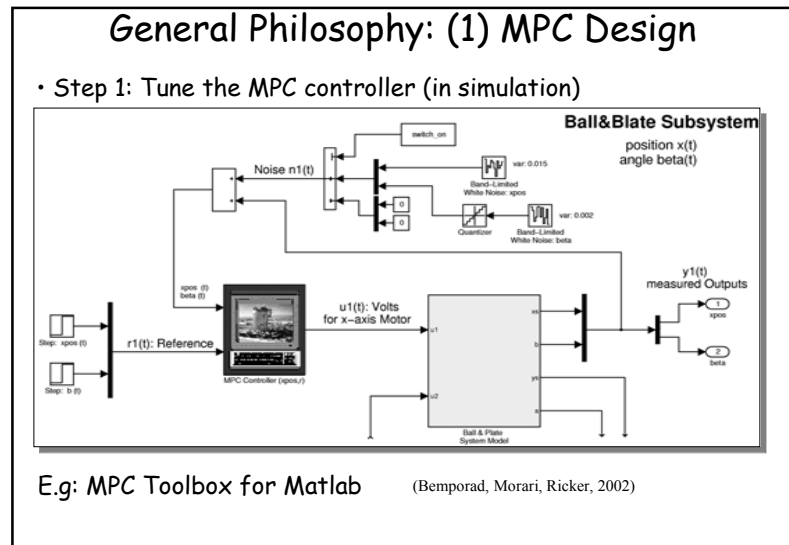 General Philosophy: (1) MPC Design
• Step 1: Tune the MPC controller (in simulation)
Ball&Blate Subsystem
position x(t)
angle beta(t)
switch_on
Noise n1(t)
var: 0.015
Band-Limited
White Noise: xpos
0
0
Quantizer
var: 0.002
Band-Limited
White Noise: beta
+
+
xpos (t)
beta (t)
y1(t)
measured Outputs
1
xpos
2
beta
u1(t): Volts
for x-axis Motor
Step: xpos (t)
r1(t): Reference
Step: b (t)
MPC Controller (xpos,r)
u1
u2
xs
b
ys
a
Ball & Plate
System Model
E.g: MPC Toolbox for Matlab
(Bemporad, Morari, Ricker, 2002)